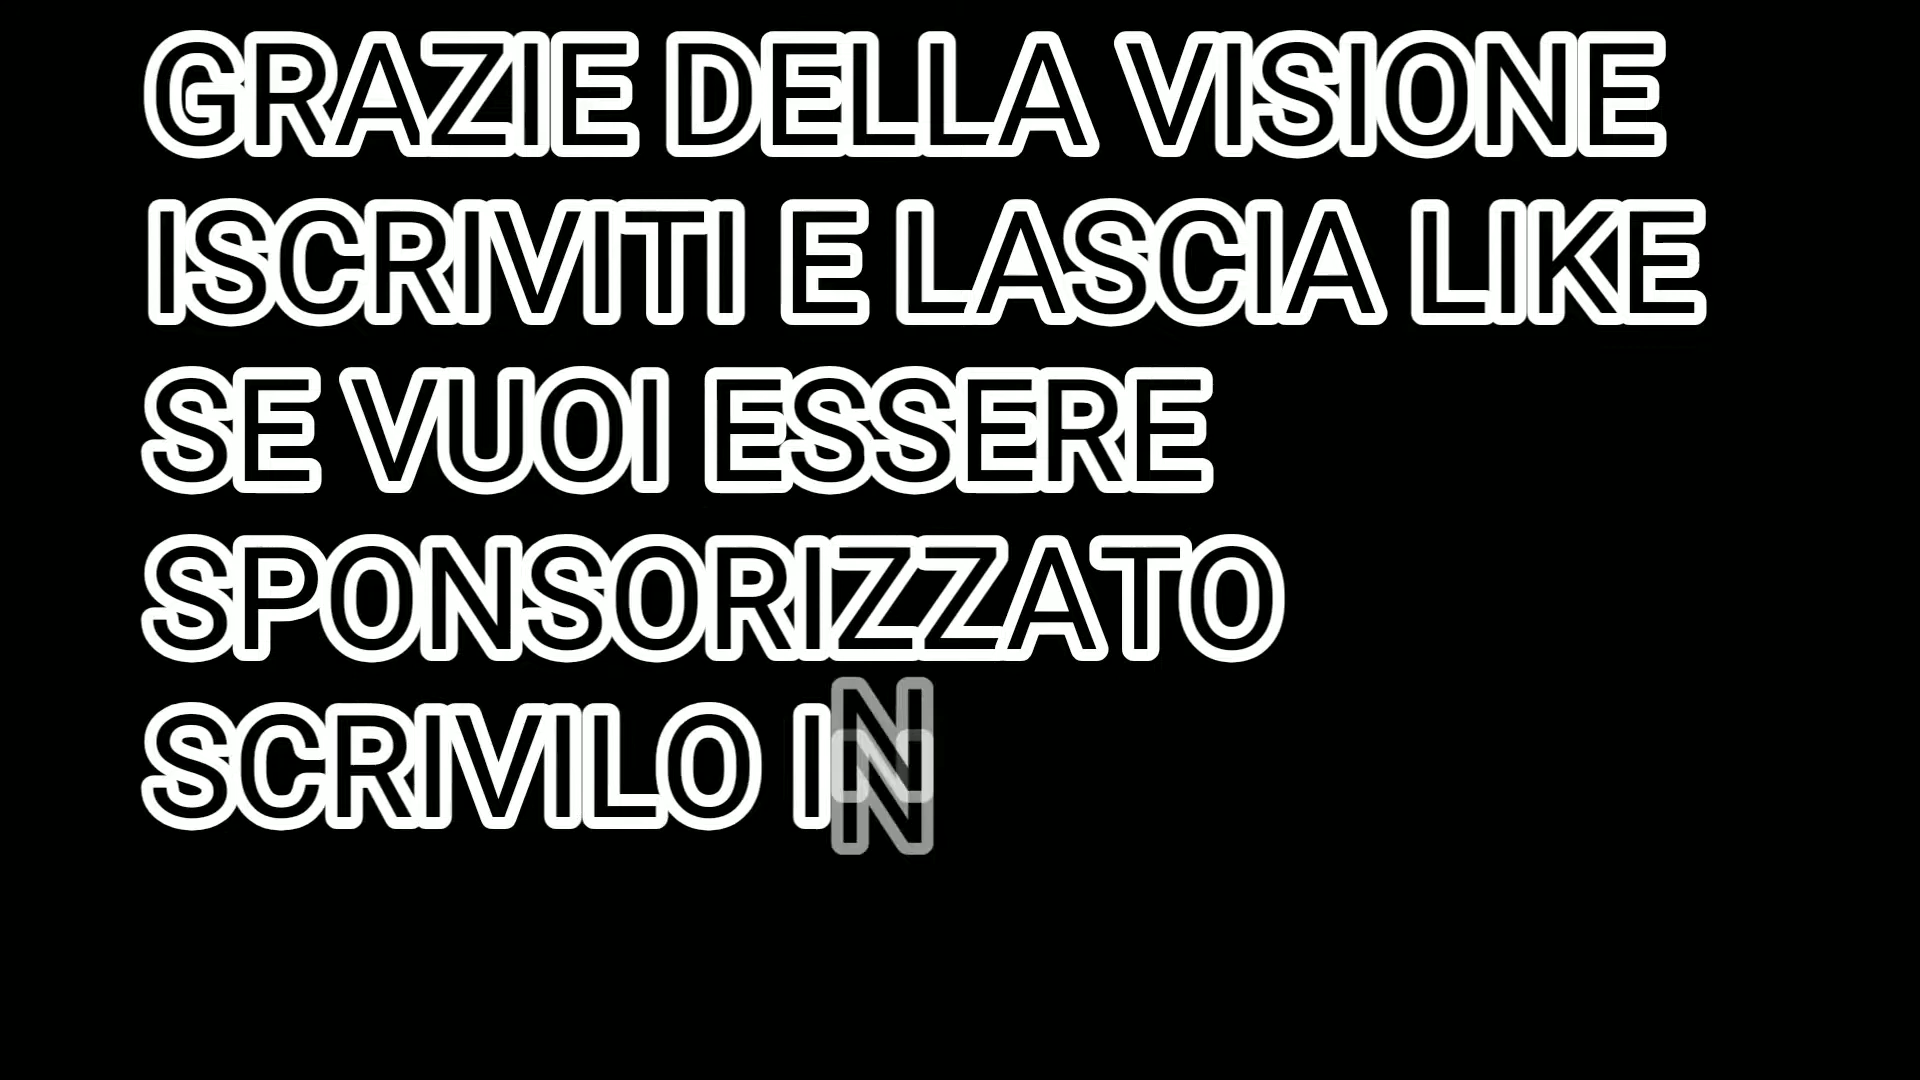 GRAZIE DELLA VISIONE
ISCRIVITI E LASCIA LIKE
SE VUOI ESSERE
SPONSORIZZATO
SCRIVILO IN